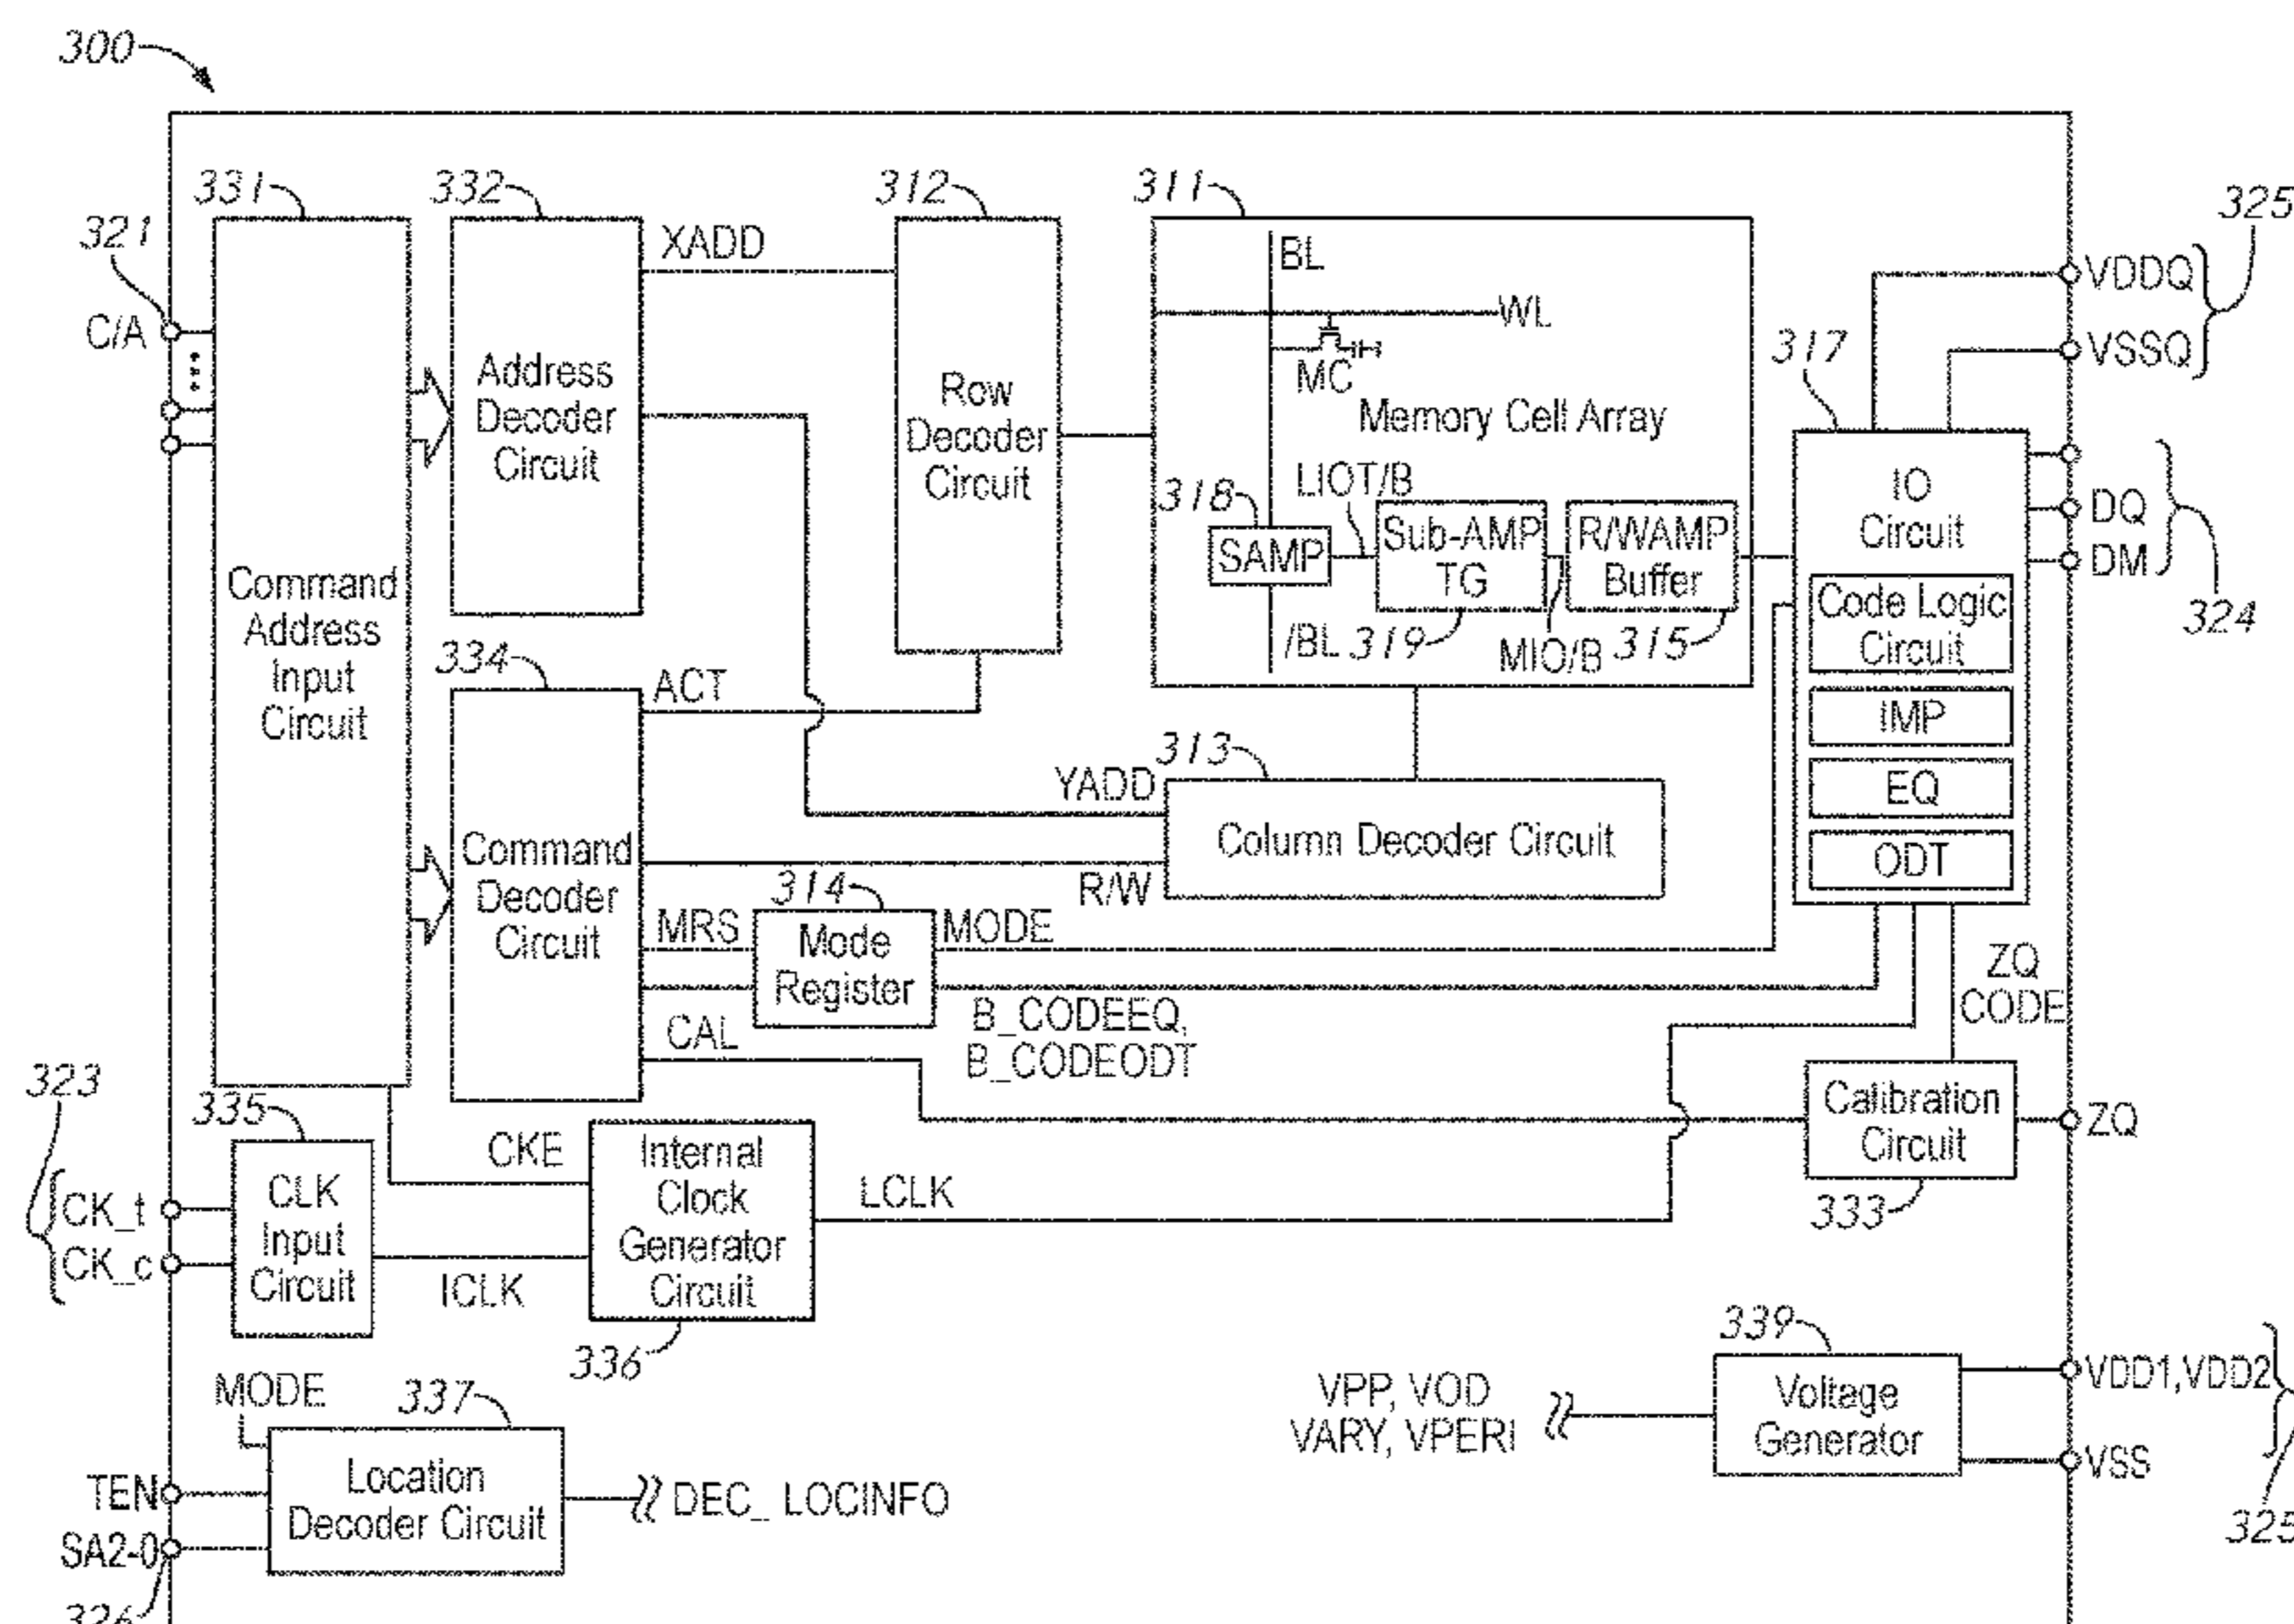 300
331
332
312
311
325
321
XADD
BL
VDDQ
C/A
WL
VSSQ
317
MC
Address
Decoder
Circuit
Row
Decoder
Circuit
Memory Cell Array
LIOT/B
318
SAMP
Sub-AMP
TG
R/WAMP
Buffer
IO
Circuit
DQ
DM
324
Command
Address
Input
Circuit
Code Logic
Circuit
/BL
319
MIO/B
315
334
ACT
IMP
313
YADD
EQ
Column Decoder Circuit
Command
Decoder
Circuit
ODT
R/W
314
MRS
Mode
Register
MODE
ZQ
CODE
B_CODEEQ,
B_CODEODT
CAL
323
335
Calibration
Circuit
ZQ
333
CKE
Internal
Clock
Generator
Circuit
LCLK
CK_t
CK_c
CLK
Input
Circuit
ICLK
336
339
MODE
337
VPP, VOD
VARY, VPERI
Voltage
Generator
VDD1,VDD2
VSS
325
TEN
SA2-0
Location
Decoder Circuit
DEC_ LOCINFO
326